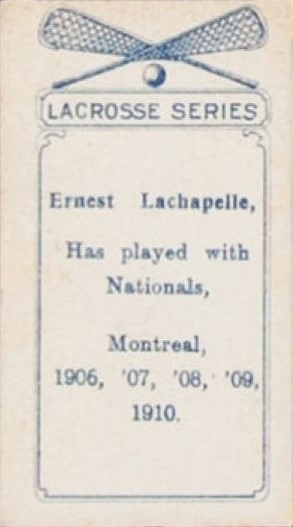 LACROSSE SERIES
Ernest Lachapelle,
Has played with
Nationals,
Montreal,
1906, '07, '08, '09,
1910.